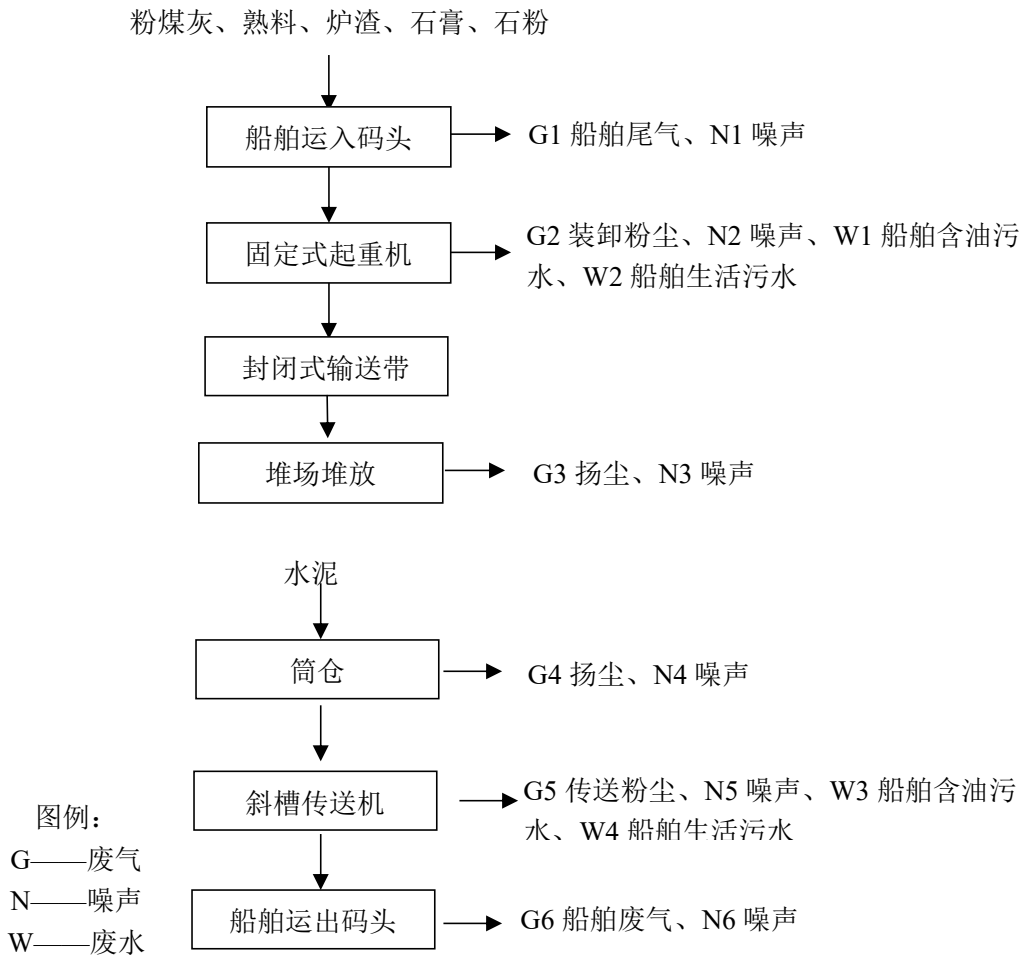 粉煤灰、熟料、炉渣、石膏、石粉
船舶运入码头
G1 船舶尾气、N1 噪声
固定式起重机
G2 装卸粉尘、N2 噪声、W1 船舶含油污
水、W2 船舶生活污水
封闭式输送带
堆场堆放
G3 扬尘、N3 噪声
水泥
筒仓
G4 扬尘、N4 噪声
斜槽传送机
G5 传送粉尘、N5 噪声、W3 船舶含油污
水、W4 船舶生活污水
船舶运出码头
G6 船舶废气、N6 噪声
图例：
G——废气
N——噪声
W——废水